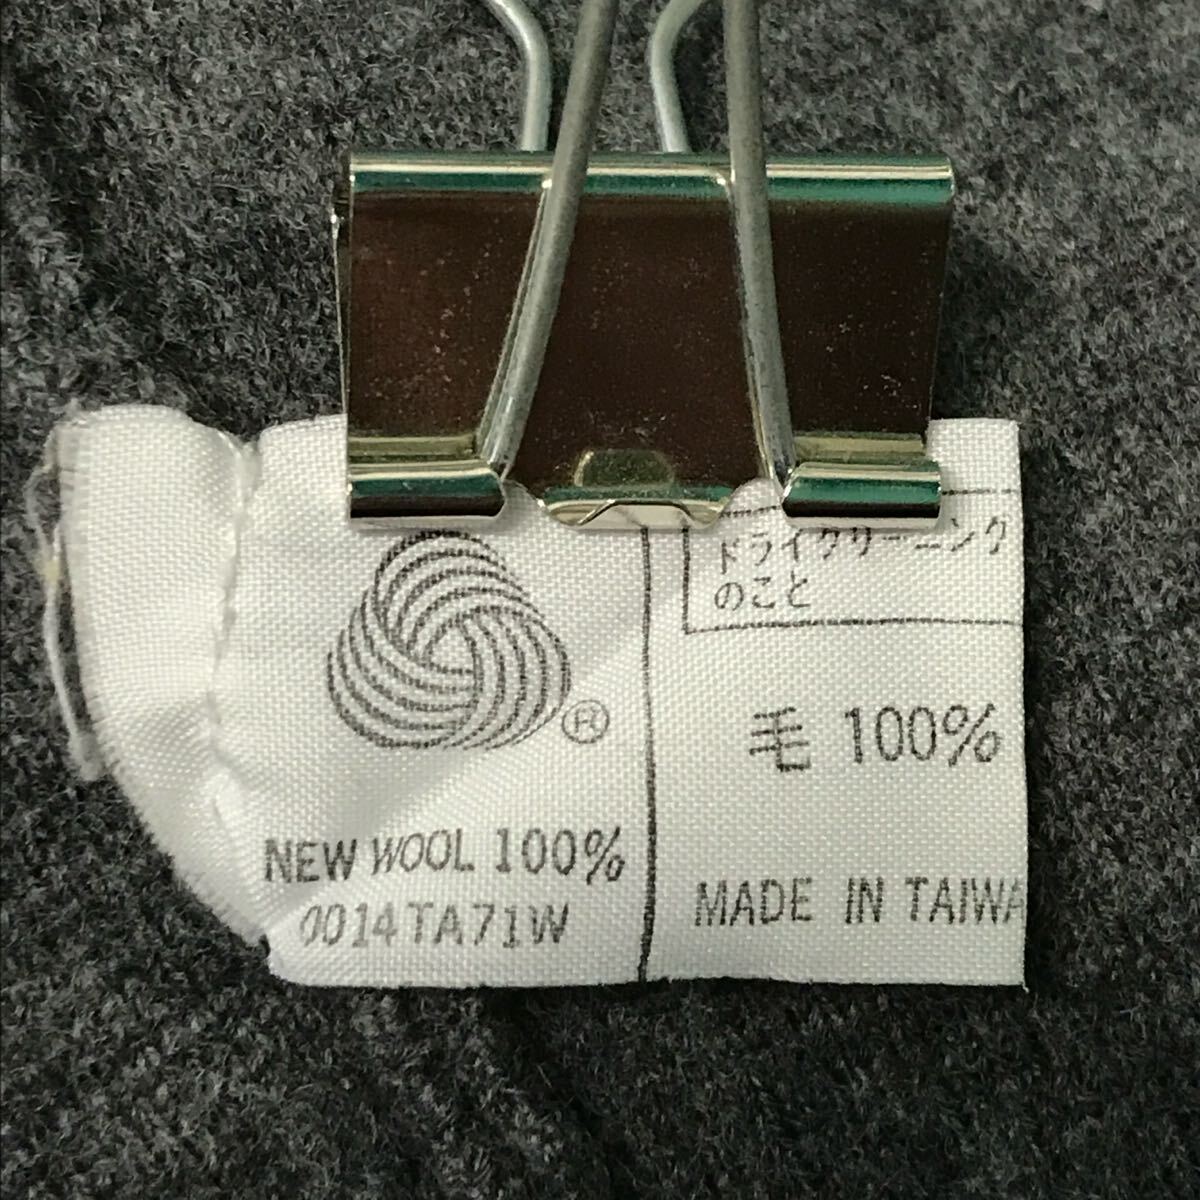 ®
NEW WOOL 100%
0014TA71W
ドライクリーニング
のこと
毛 100%
MADE IN TAIWA